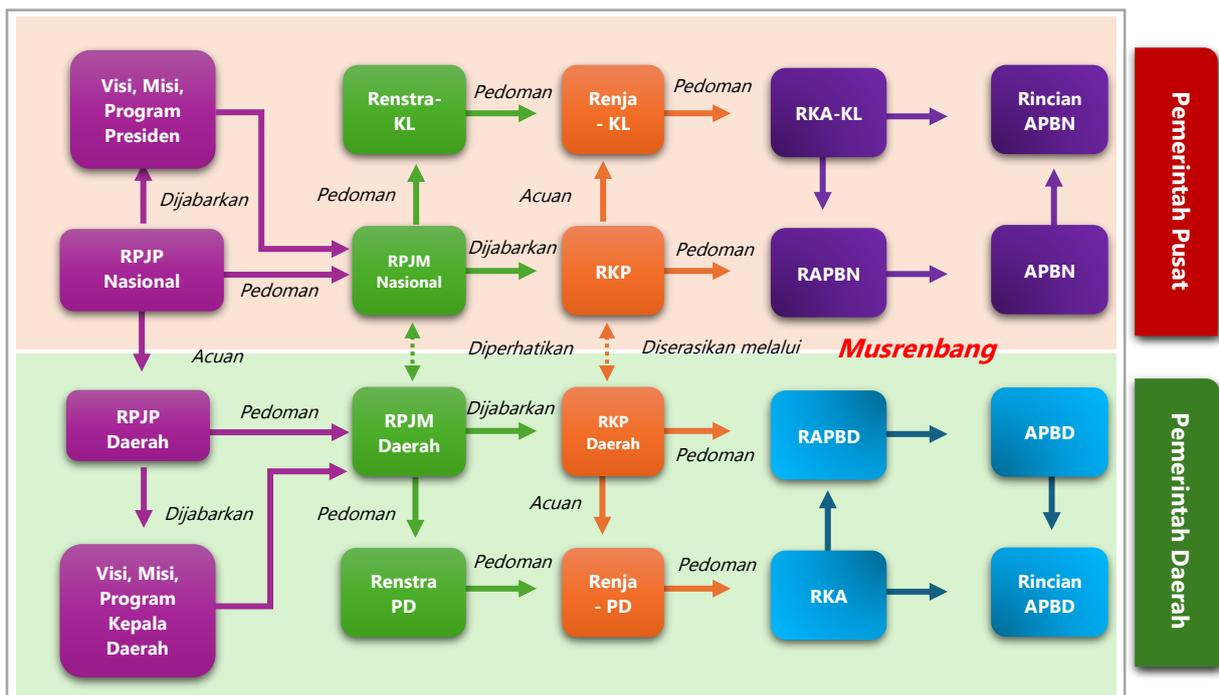 Visi, Misi,
Program
Presiden
Renstra-
KL
Pedoman
Renja
- KL
Pedoman
RKA-KL
Rincian
APBN
Dijabarkan
Pedoman
Acuan
RPJP
Nasional
Pedoman
RPJM
Nasional
Dijabarkan
RKP
Pedoman
RAPBN
APBN
Pemerintah Pusat
Acuan
Diperhatikan
Diserasikan melalui
Musrenbang
RPJP
Daerah
Pedoman
RPJM
Daerah
Dijabarkan
RKP
Daerah
Pedoman
RAPBD
APBD
Dijabarkan
Pedoman
Acuan
Visi, Misi,
Program
Kepala
Daerah
Renstra
PD
Pedoman
Renja
- PD
Pedoman
RKA
Rincian
APBD
Pemerintah Daerah